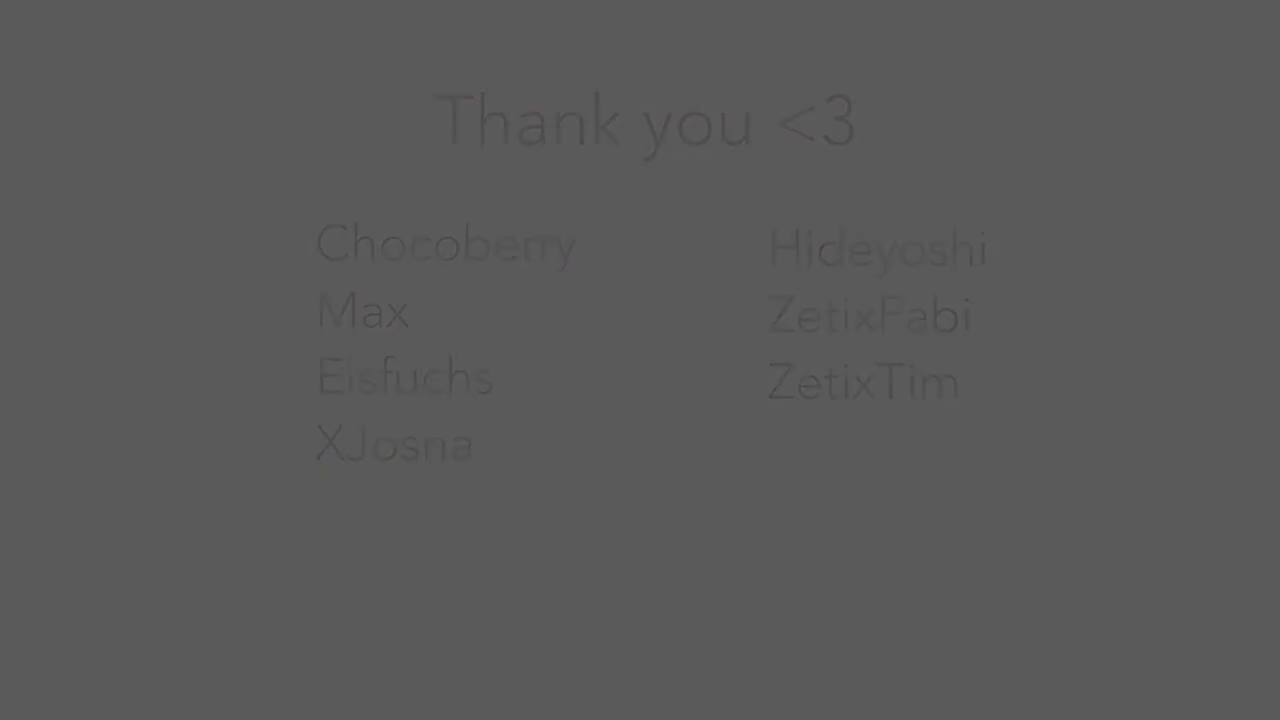 Thank you <3
Chocoberry
Max
Eisfuchs
XJosna
Hideyoshi
ZetixFabi
ZetixTim